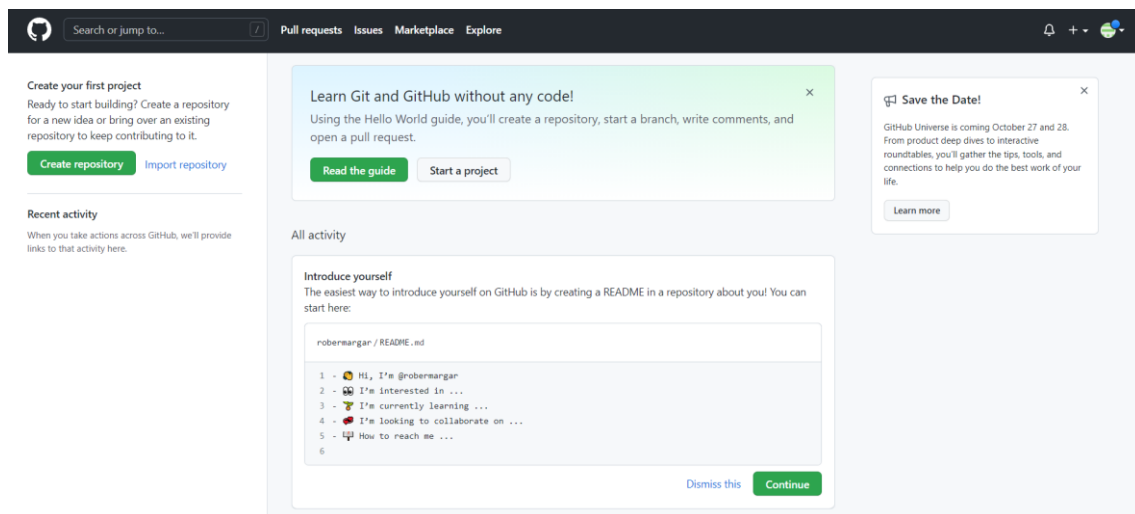 Search or jump to... /
Pull requests Issues Marketplace Explore
Create your first project
Ready to start building? Create a repository
for a new idea or bring over an existing
repository to keep contributing to it.
Create repository Import repository
Recent activity
When you take actions across GitHub, we'll provide
links to that activity here.
Learn Git and GitHub without any code!
Using the Hello World guide, you'll create a repository, start a branch, write comments, and
open a pull request.
Read the guide Start a project
All activity
Introduce yourself
The easiest way to introduce yourself on GitHub is by creating a README in a repository about you! You can
start here:
robermargar / README.md
1 - 👋 Hi, I'm @robermargar
2 - 👀 I'm interested in ...
3 - 🌱 I'm currently learning ...
4 - 💞️ I'm looking to collaborate on ...
5 - 📫 How to reach me ...
6
Dismiss this Continue
Save the Date!
GitHub Universe is coming October 27 and 28.
From product deep dives to interactive
roundtables, you'll gather the tips, tools, and
connections to help you do the best work of your
life.
Learn more